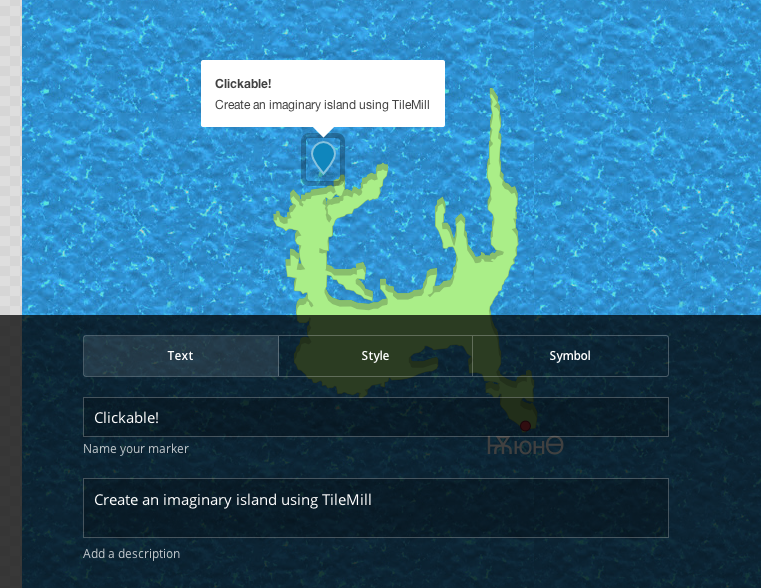 Clickable!
Create an imaginary island using TileMill
Text
Style
Symbol
Clickable!
Name your marker
Create an imaginary island using TileMill
Add a description